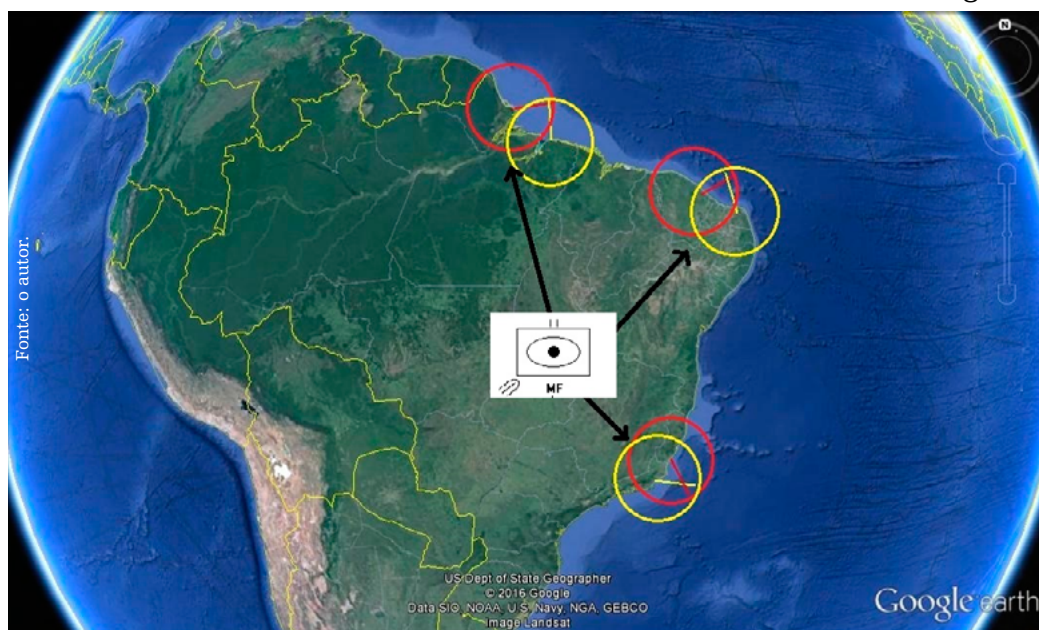 N
Fonte: o autor.
I I
MF
US Dept of State Geographer
© 2016 Google
Data SIO, NOAA, U.S. Navy, NGA, GEBCO
Image Landsat
Google earth